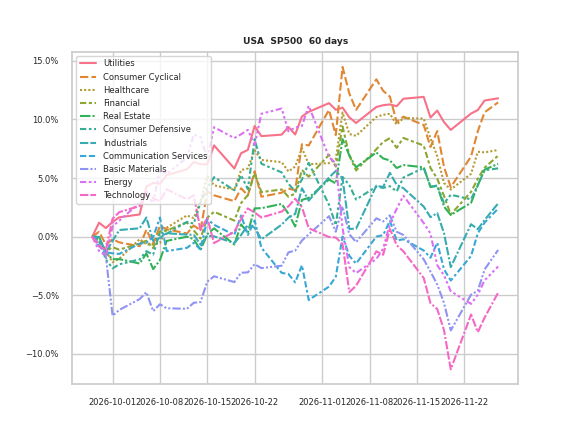 USA SP500 60 days
15.0%
10.0%
5.0%
0.0%
−5.0%
−10.0%
Utilities
Consumer Cyclical
Healthcare
Financial
Real Estate
Consumer Defensive
Industrials
Communication Services
Basic Materials
Energy
Technology
2026-10-01
2026-10-08
2026-10-15
2026-10-22
2026-11-01
2026-11-08
2026-11-15
2026-11-22